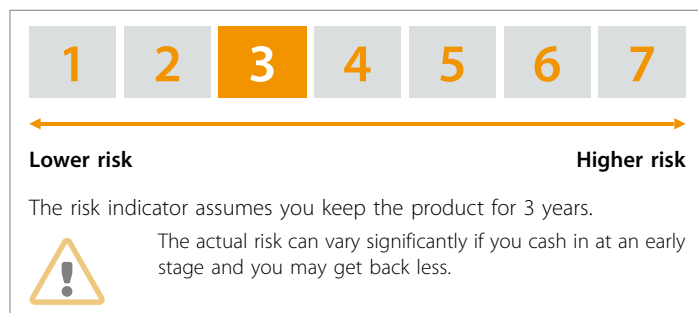 1 2 3 4 5 6 7
Lower risk Higher risk
The risk indicator assumes you keep the product for 3 years.
The actual risk can vary significantly if you cash in at an early
stage and you may get back less.